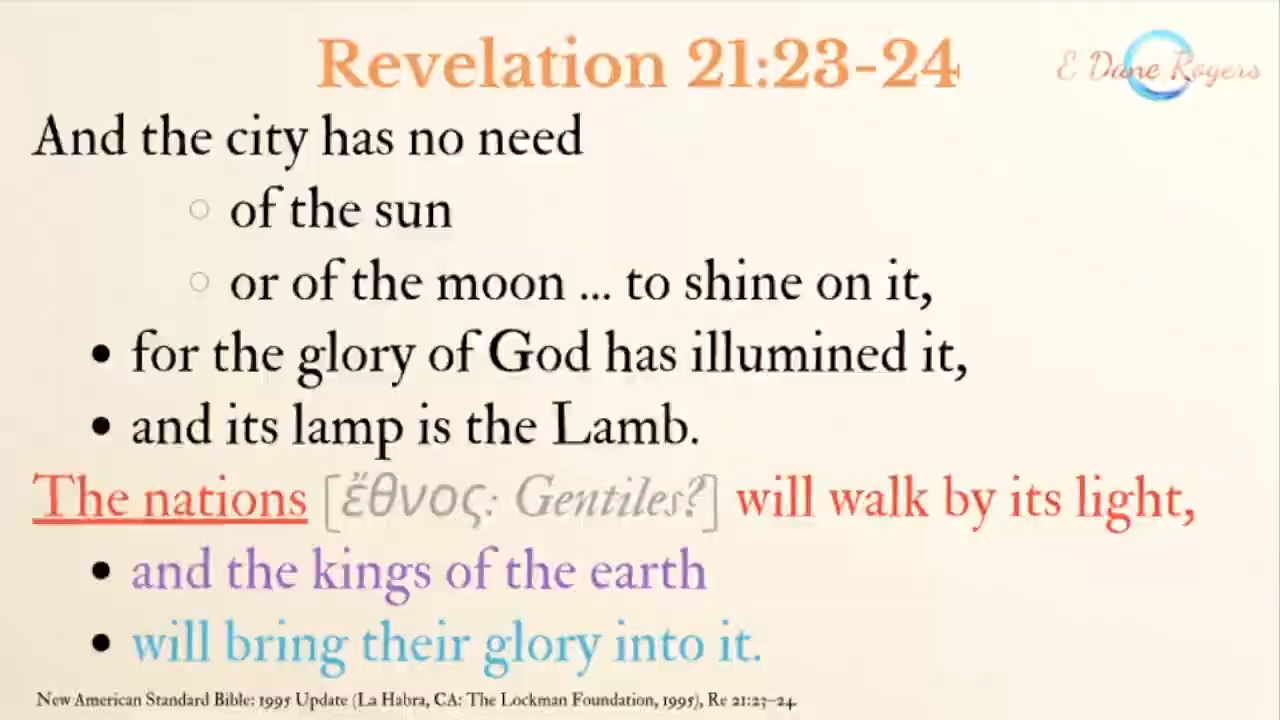 Revelation 21:23-24
E Dane Rogers
And the city has no need
of the sun
or of the moon ... to shine on it,
for the glory of God has illumined it,
and its lamp is the Lamb.
The nations [ἔθνος: Gentiles?] will walk by its light,
and the kings of the earth
will bring their glory into it.
New American Standard Bible: 1995 Update (La Habra, CA: The Lockman Foundation, 1995), Re 21:23–24.